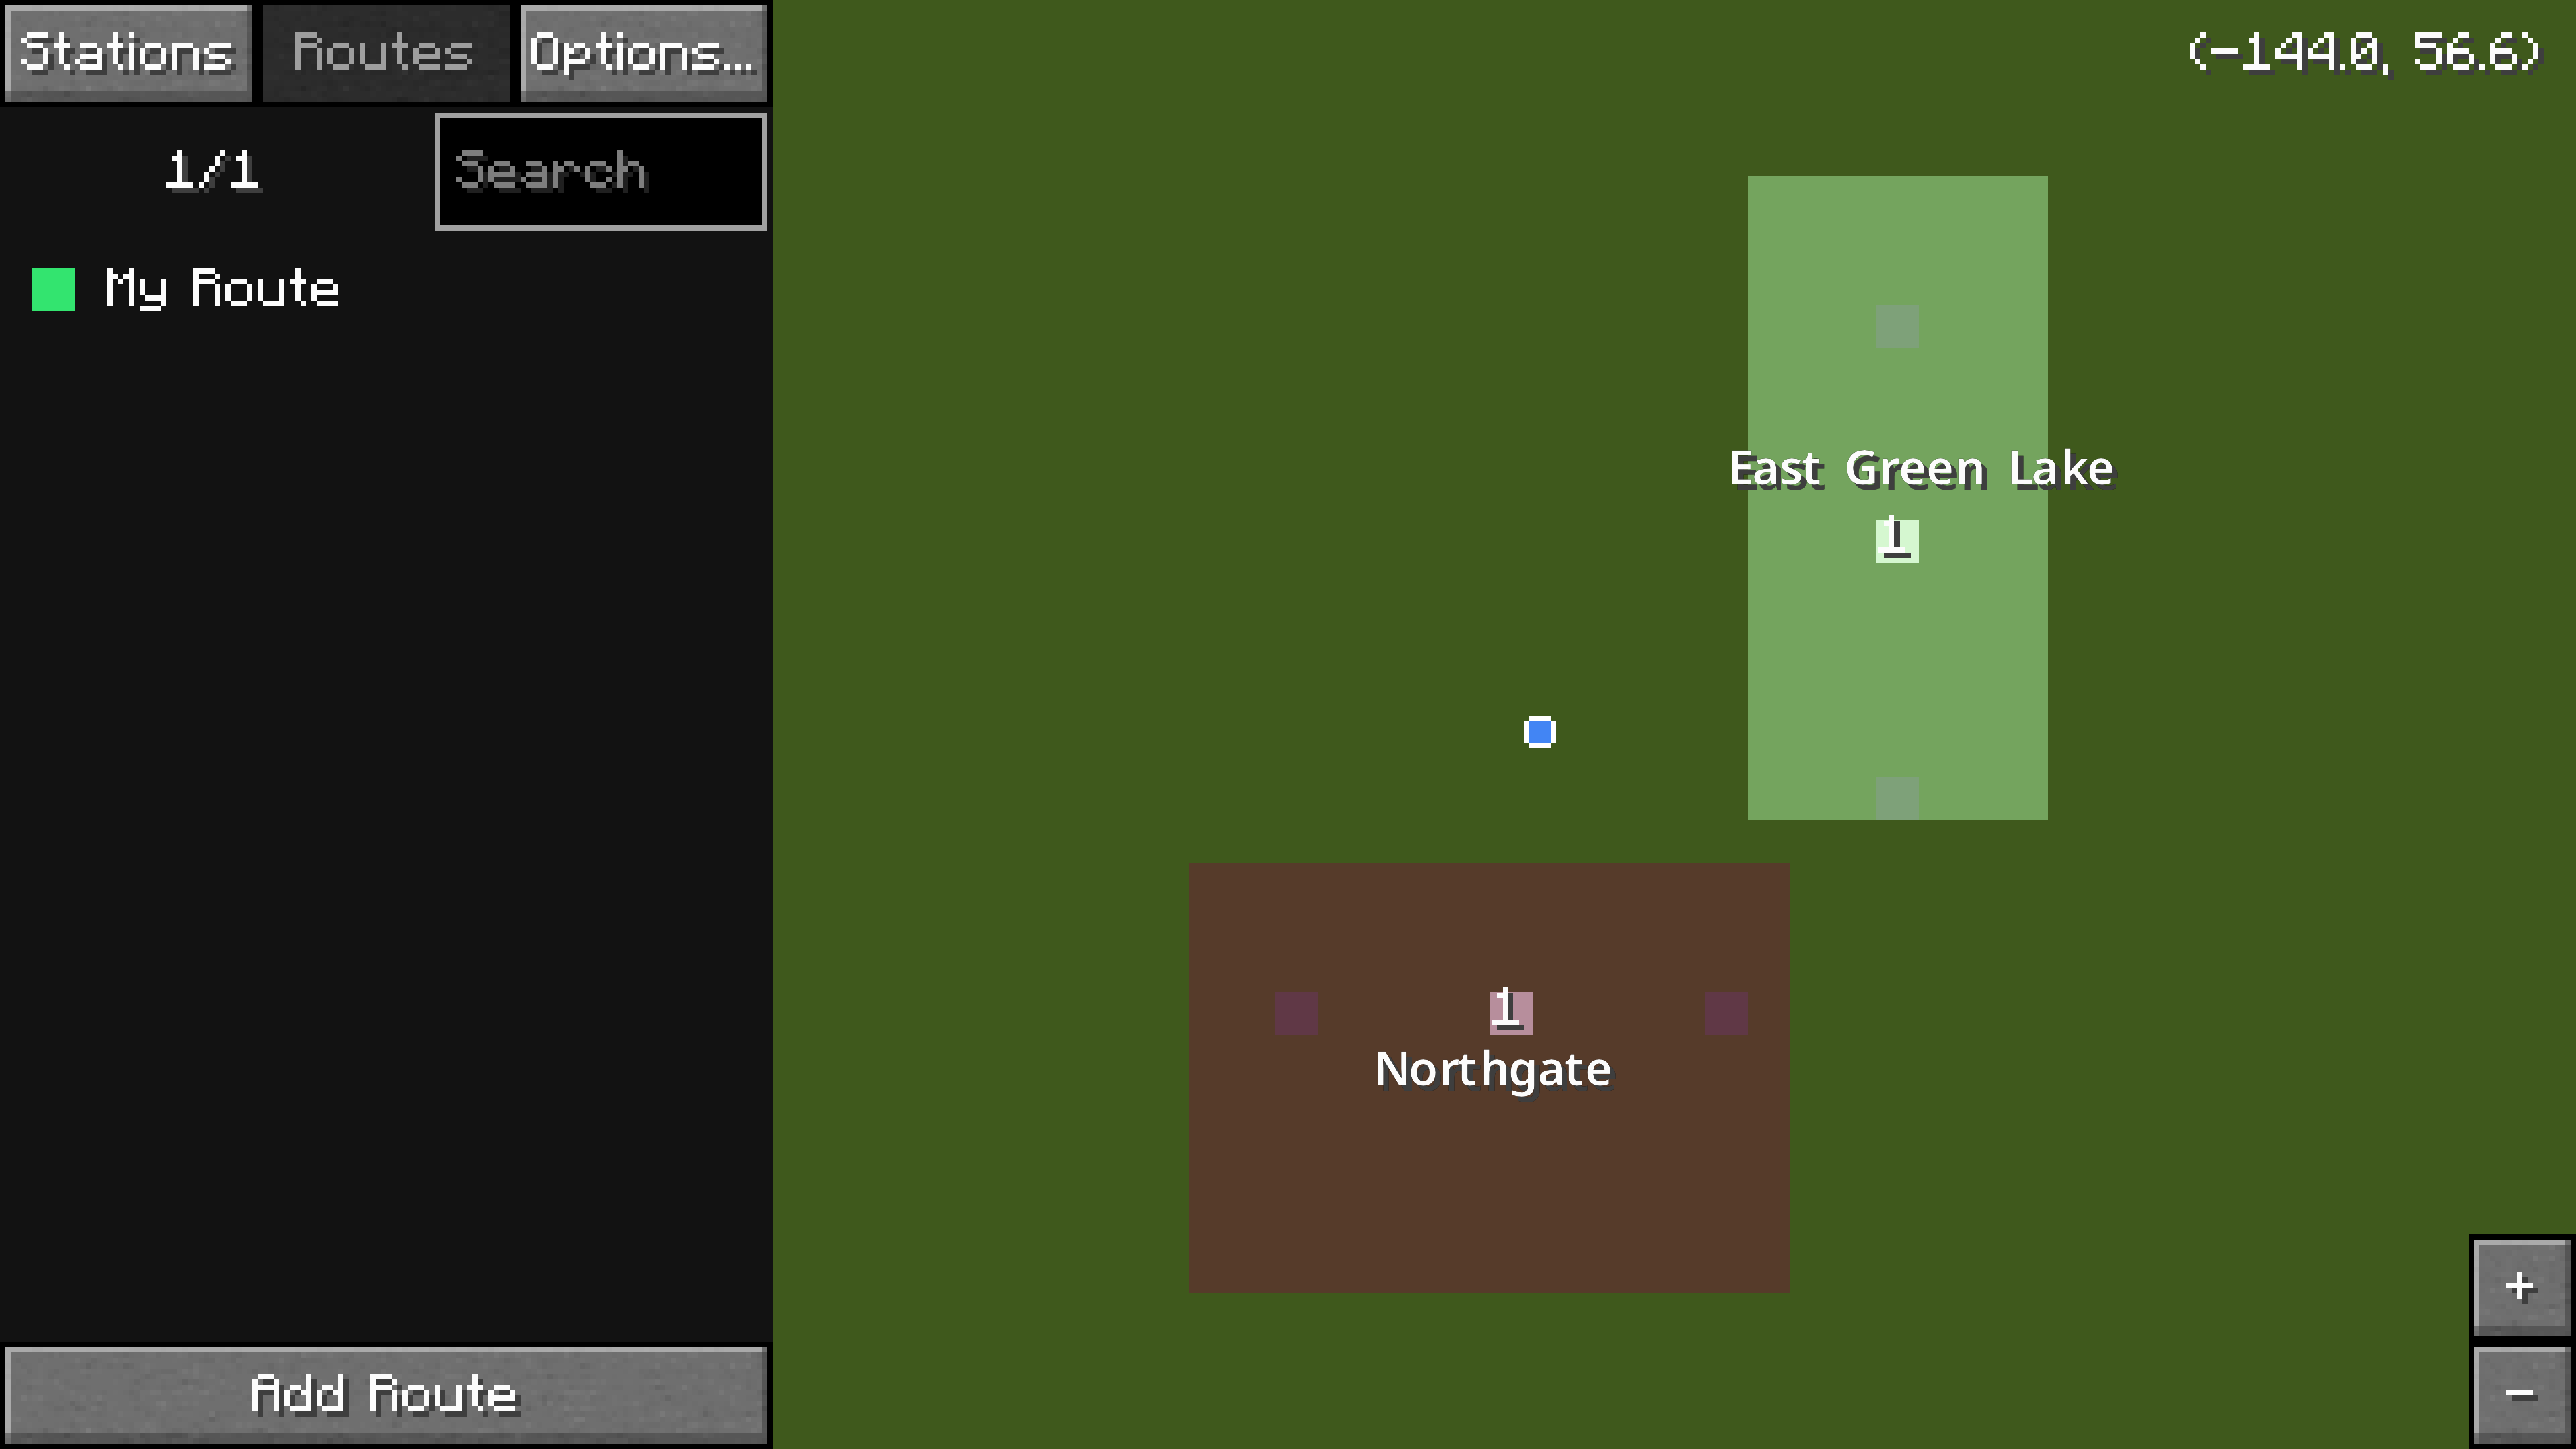 Stations Routes Options...
(-144.0, 56.6)
1/1 Search
My Route
East Green Lake
1
1
Northgate
+
Add Route
-